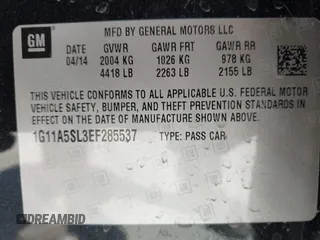 MFD BY GENERAL MOTORS LLC
GM
DATE GVWR GAWR FRT GAWR RR
04/14 2004 KG 1026 KG 978 KG
4418 LB 2263 LB 2155 LB
THIS VEHICLE CONFORMS TO ALL APPLICABLE U.S. FEDERAL MOTOR
VEHICLE SAFETY, BUMPER, AND THEFT PREVENTION STANDARDS IN
EFFECT ON THE DATE OF MANUFACTURE SHOWN ABOVE.
1G11A5SL3EF285537 TYPE: PASS CAR
DREAMBID